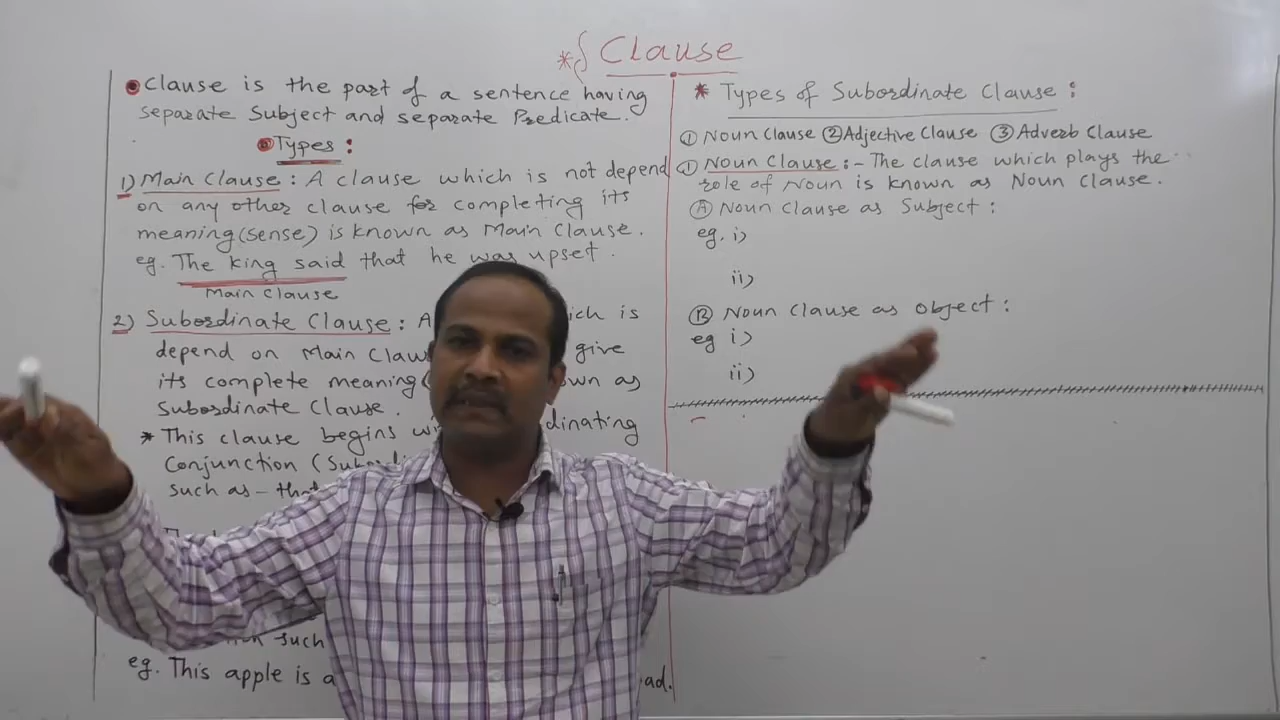 *{ Clause
• Clause is the part of a sentence having
separate Subject and separate Predicate.
• Types :
1) Main Clause : A clause which is not depend
on any other clause for completing its
meaning (sense) is known as Main Clause.
eg. The king said that he was upset.
Main Clause
2) Subordinate Clause : A hich is
depend on Main Clau give
its complete meaning( own as
Subordinate Clause.
* This clause begins wi dinating
Conjunction (Subordi
such as – that
such
eg. This apple is a ad.
* Types of Subordinate Clause :
① Noun Clause ② Adjective Clause ③ Adverb Clause
① Noun Clause :- The clause which plays the
role of Noun is known as Noun Clause.
Ⓐ Noun Clause as Subject :
eg. i)
ii)
Ⓑ Noun Clause as Object :
eg i)
ii)